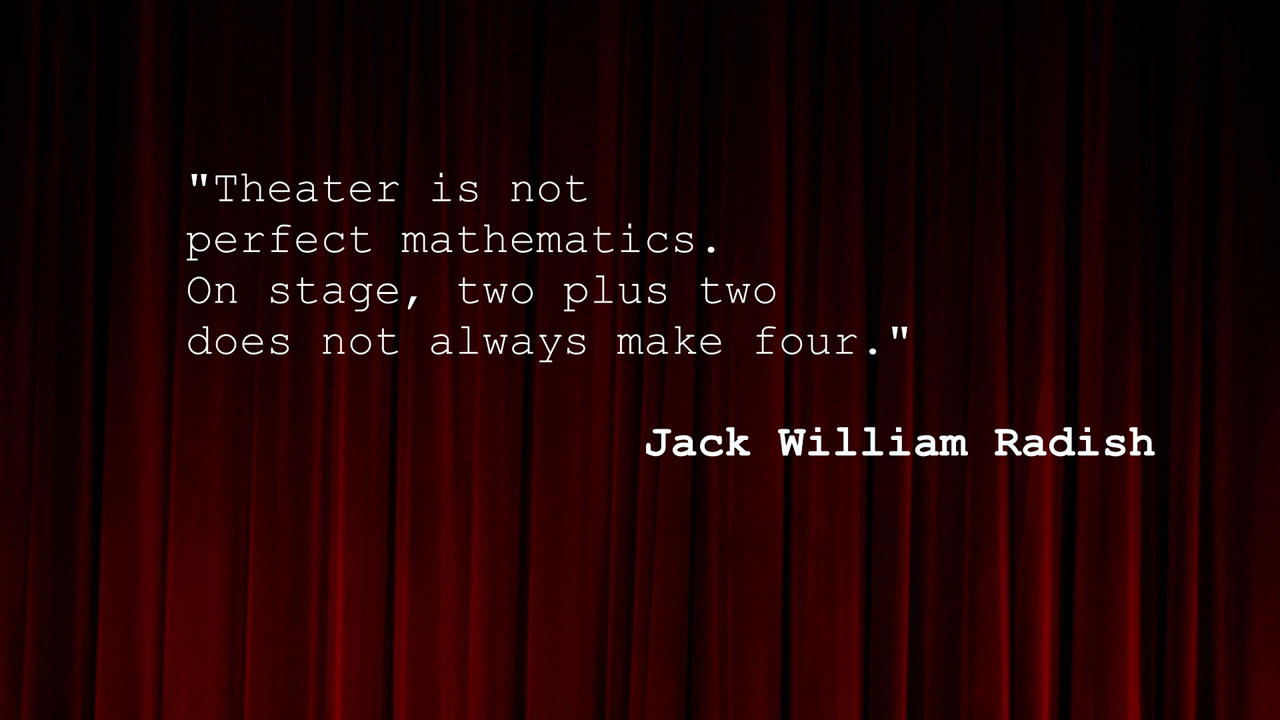 "Theater is not
perfect mathematics.
On stage, two plus two
does not always make four."
Jack William Radish